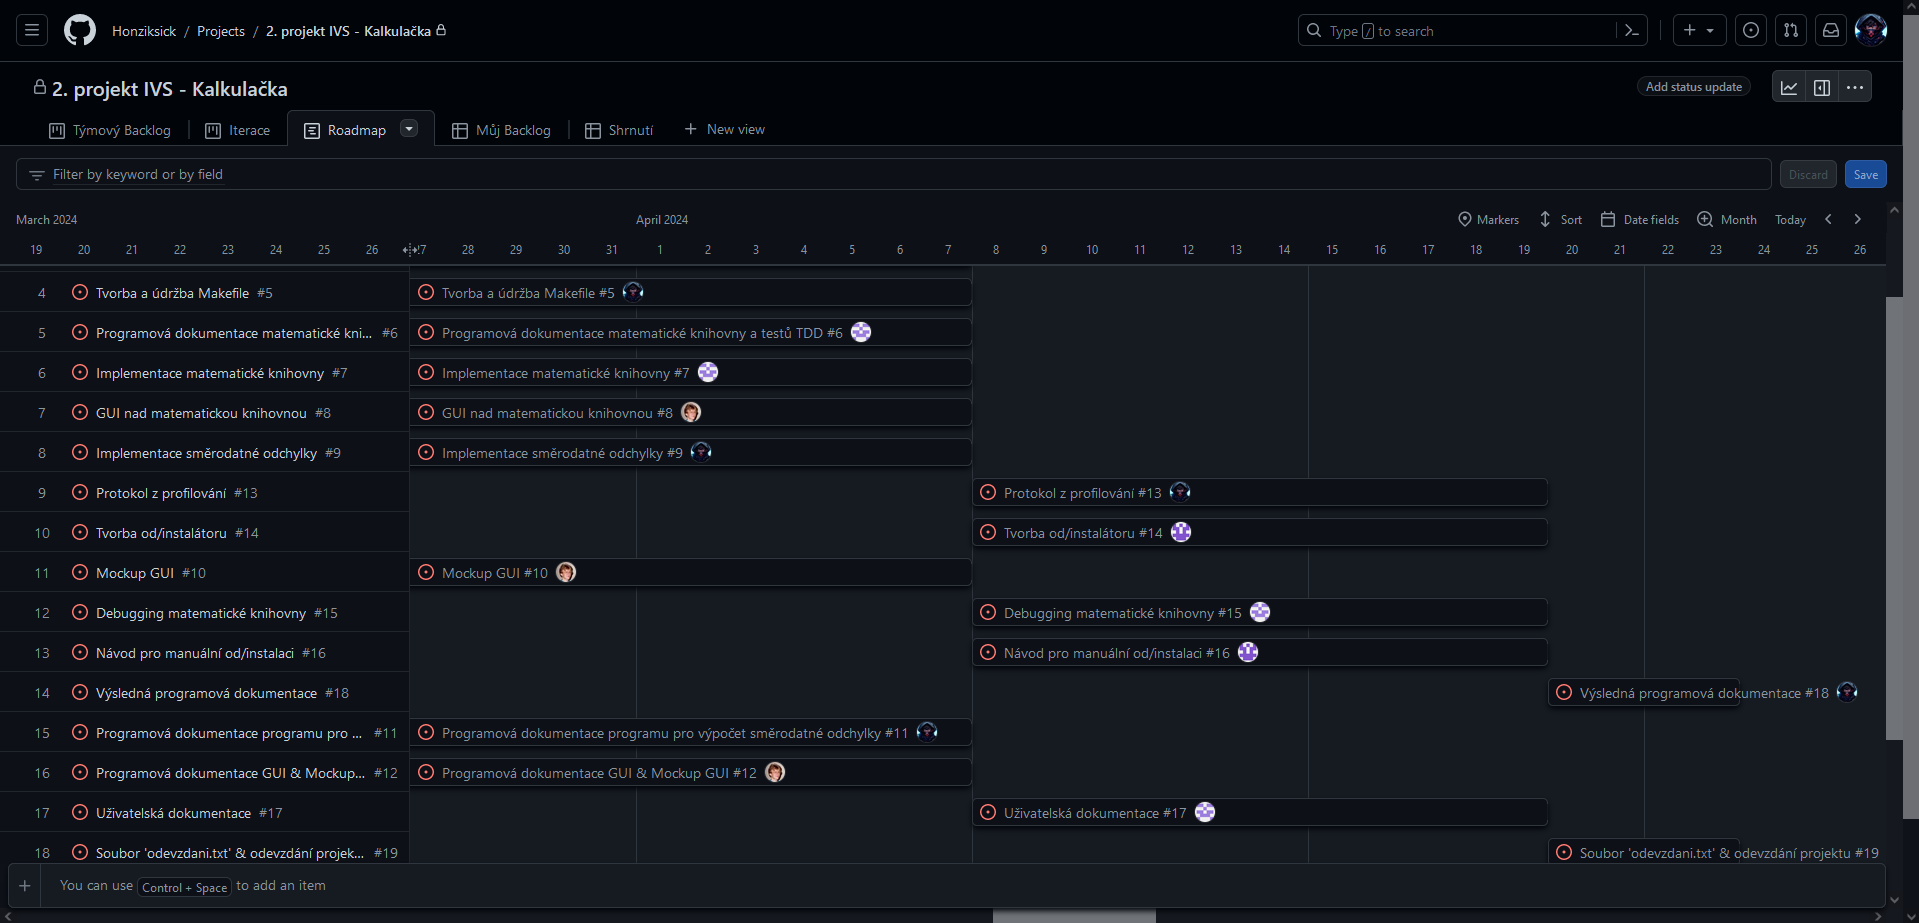 Honziksick / Projects / 2. projekt IVS - Kalkulačka
Type / to search
2. projekt IVS - Kalkulačka
Add status update
Týmový Backlog
Iterace
Roadmap
Můj Backlog
Shrnutí
New view
Filter by keyword or by field
Discard
Save
March 2024
April 2024
Markers
Sort
Date fields
Month
Today
19 20 21 22 23 24 25 26 27 28 29 30 31 1 2 3 4 5 6 7 8 9 10 11 12 13 14 15 16 17 18 19 20 21 22 23 24 25 26
4 Tvorba a údržba Makefile #5 Tvorba a údržba Makefile #5
5 Programová dokumentace matematické kni... #6 Programová dokumentace matematické knihovny a testů TDD #6
6 Implementace matematické knihovny #7 Implementace matematické knihovny #7
7 GUI nad matematickou knihovnou #8 GUI nad matematickou knihovnou #8
8 Implementace směrodatné odchylky #9 Implementace směrodatné odchylky #9
9 Protokol z profilování #13 Protokol z profilování #13
10 Tvorba od/instalátoru #14 Tvorba od/instalátoru #14
11 Mockup GUI #10 Mockup GUI #10
12 Debugging matematické knihovny #15 Debugging matematické knihovny #15
13 Návod pro manuální od/instalaci #16 Návod pro manuální od/instalaci #16
14 Výsledná programová dokumentace #18 Výsledná programová dokumentace #18
15 Programová dokumentace programu pro ... #11 Programová dokumentace programu pro výpočet směrodatné odchylky #11
16 Programová dokumentace GUI & Mockup... #12 Programová dokumentace GUI & Mockup GUI #12
17 Uživatelská dokumentace #17 Uživatelská dokumentace #17
18 Soubor 'odevzdani.txt' & odevzdání projek... #19 Soubor 'odevzdani.txt' & odevzdání projektu #19
You can use Control + Space to add an item